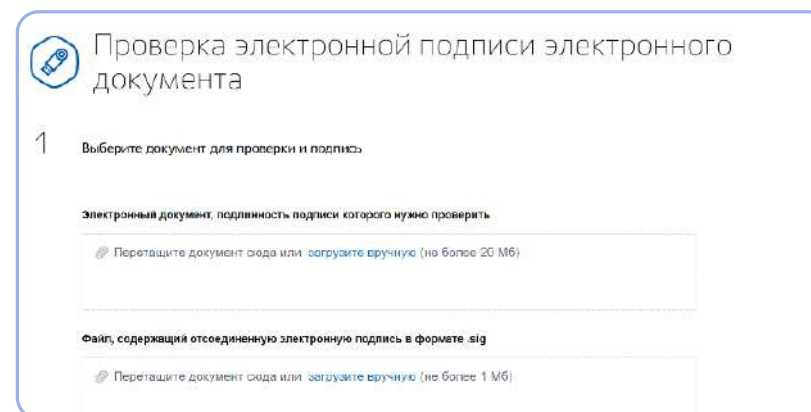 Проверка электронной подписи электронного
документа
1
Выберите документ для проверки и подпись
Электронный документ, подлинность подписи которого нужно проверить
Перетащите документ сюда или загрузите вручную (не более 20 Мб)
Файл, содержащий отсоединенную электронную подпись в формате .sig
Перетащите документ сюда или загрузите вручную (не более 1 Мб)